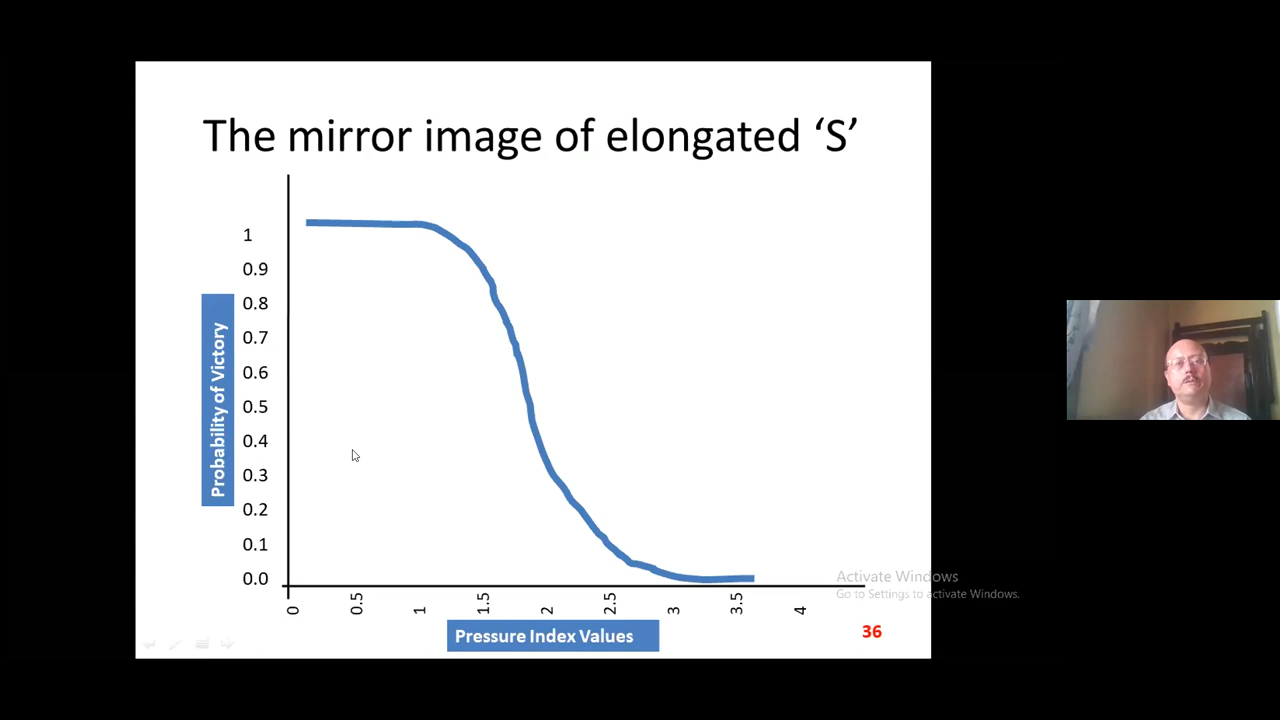 The mirror image of elongated ‘S’
1
0.9
0.8
0.7
0.6
0.5
0.4
0.3
0.2
0.1
0.0
Probability of Victory
0 0.5 1 1.5 2 2.5 3 3.5 4
Pressure Index Values
36
Activate Windows
Go to Settings to activate Windows.